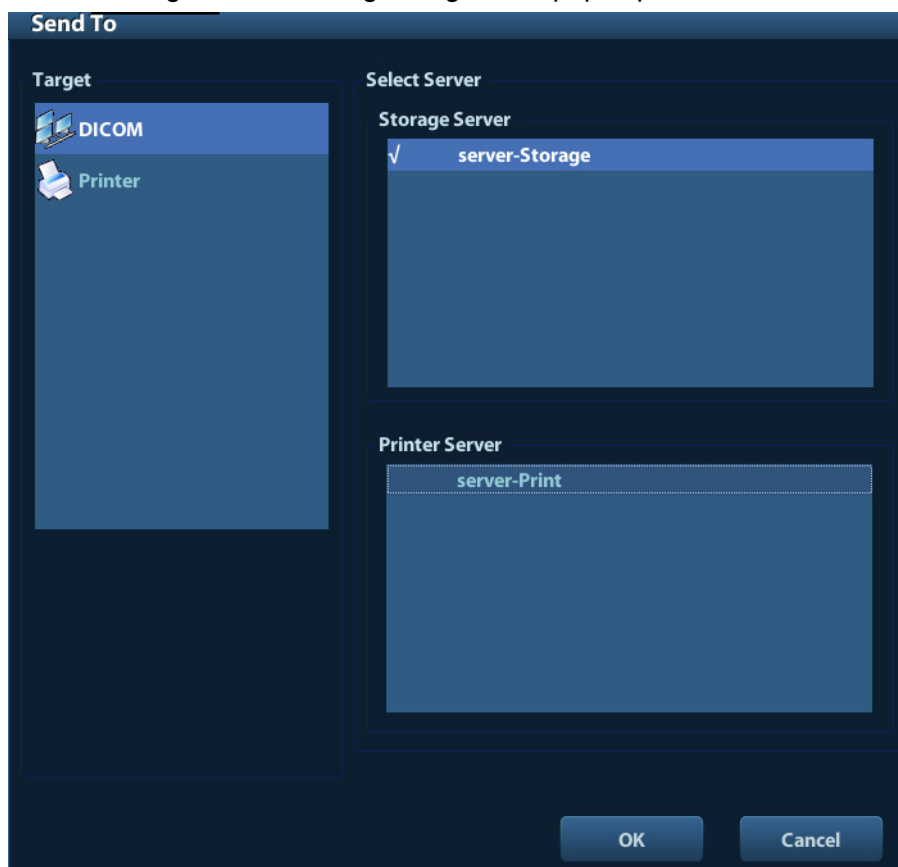 Send To
Target
DICOM
Printer
Select Server
Storage Server
√ server-Storage
Printer Server
server-Print
OK Cancel